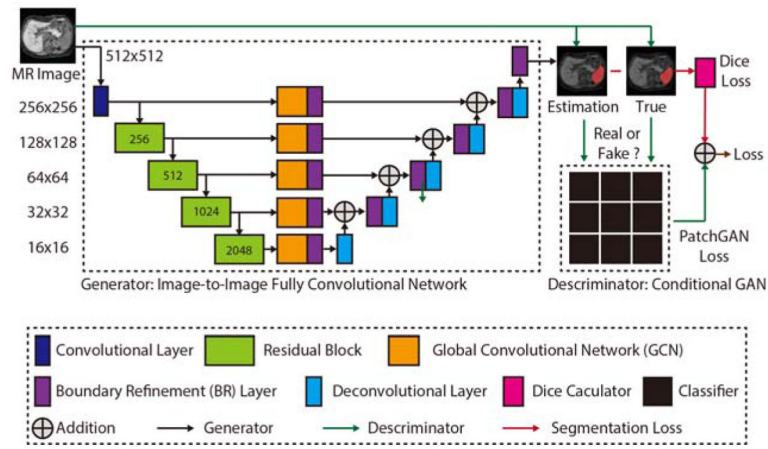 MR Image
512x512
256x256
128x128
64x64
32x32
16x16
256
512
1024
2048
Generator: Image-to-Image Fully Convolutional Network
Estimation
True
Dice
Loss
Real or
Fake ?
Loss
PatchGAN
Loss
Descriminator: Conditional GAN
Convolutional Layer
Residual Block
Global Convolutional Network (GCN)
Boundary Refinement (BR) Layer
Deconvolutional Layer
Dice Caculator
Classifier
Addition
Generator
Descriminator
Segmentation Loss